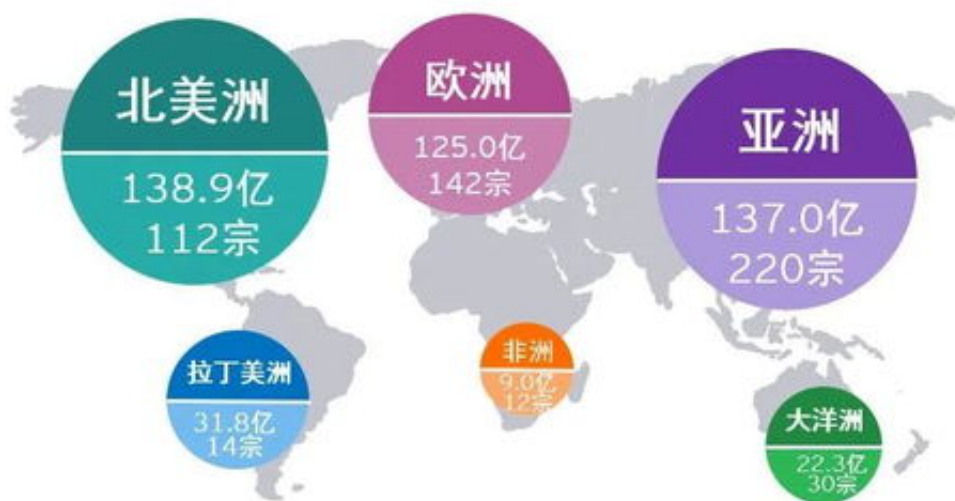 北美洲
138.9亿
112宗
欧洲
125.0亿
142宗
亚洲
137.0亿
220宗
拉丁美洲
31.8亿
14宗
非洲
9.0亿
12宗
大洋洲
22.3亿
30宗